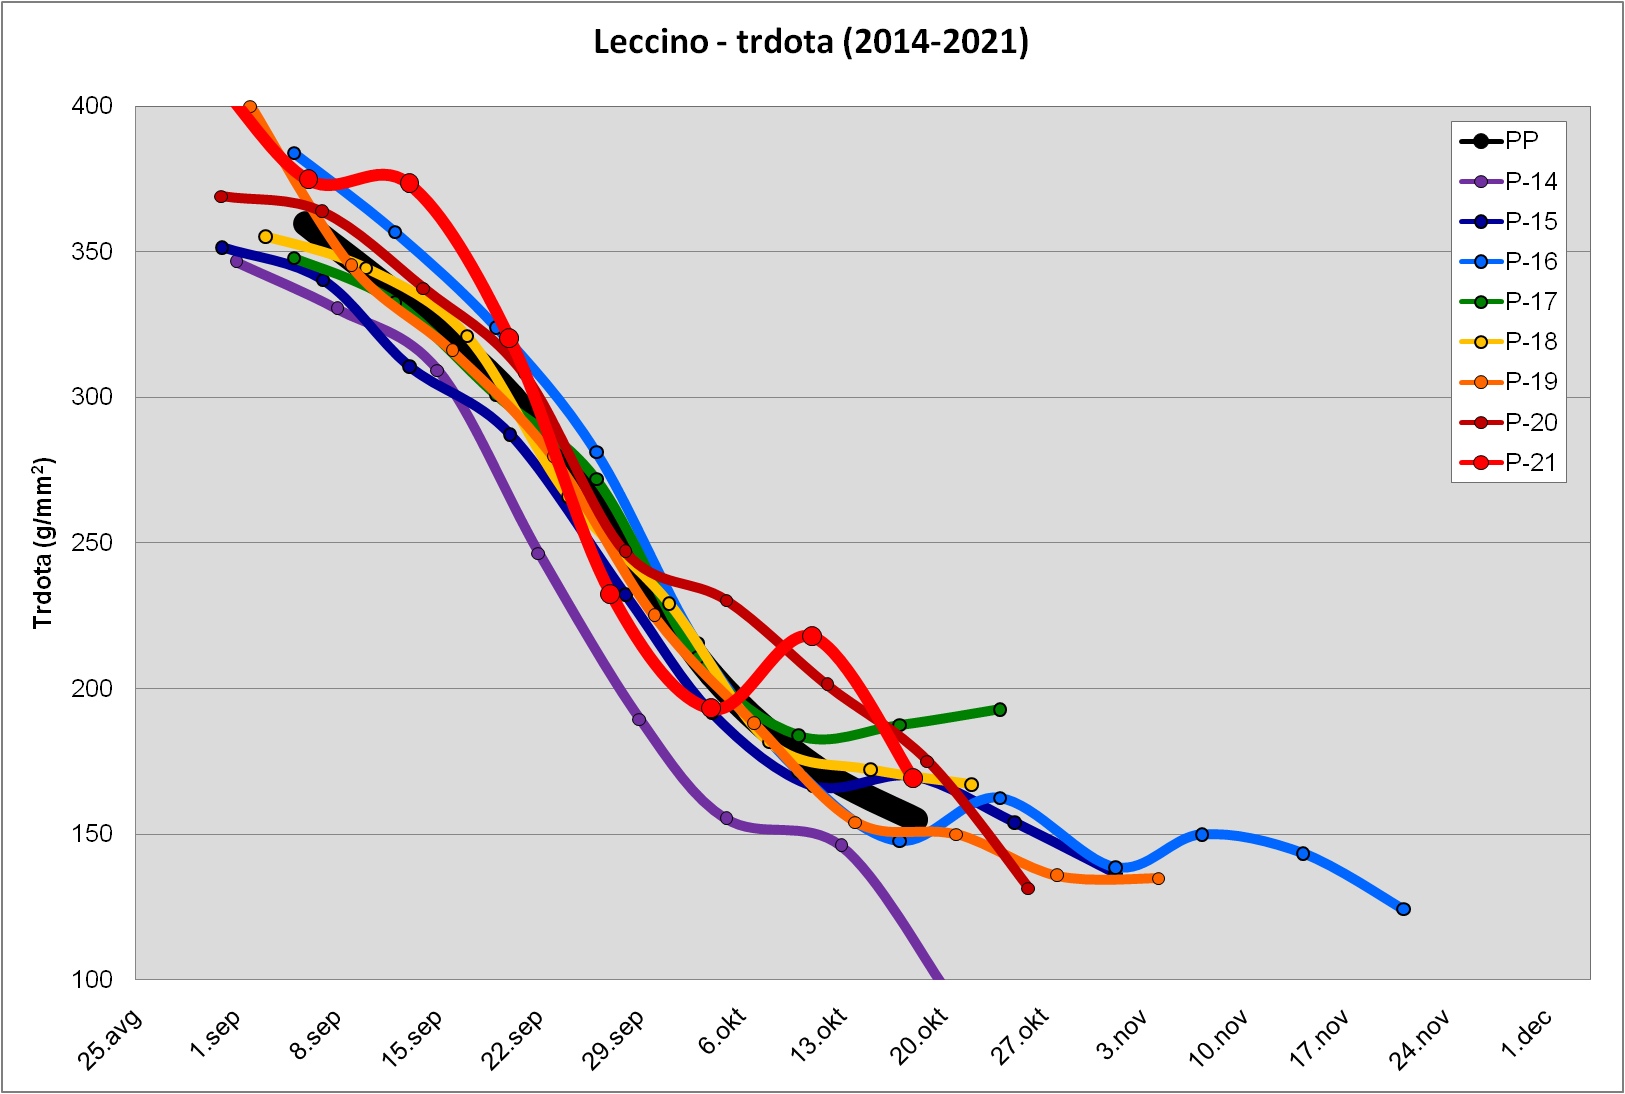 Leccino - trdota (2014-2021)
Trdota (g/mm²)
400
350
300
250
200
150
100
PP
P-14
P-15
P-16
P-17
P-18
P-19
P-20
P-21
25.avg
1.sep
8.sep
15.sep
22.sep
29.sep
6.okt
13.okt
20.okt
27.okt
3.nov
10.nov
17.nov
24.nov
1.dec